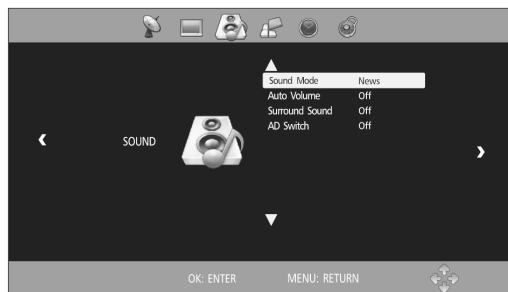 Sound Mode News
Auto Volume Off
Surround Sound Off
AD Switch Off
SOUND
OK: ENTER MENU: RETURN